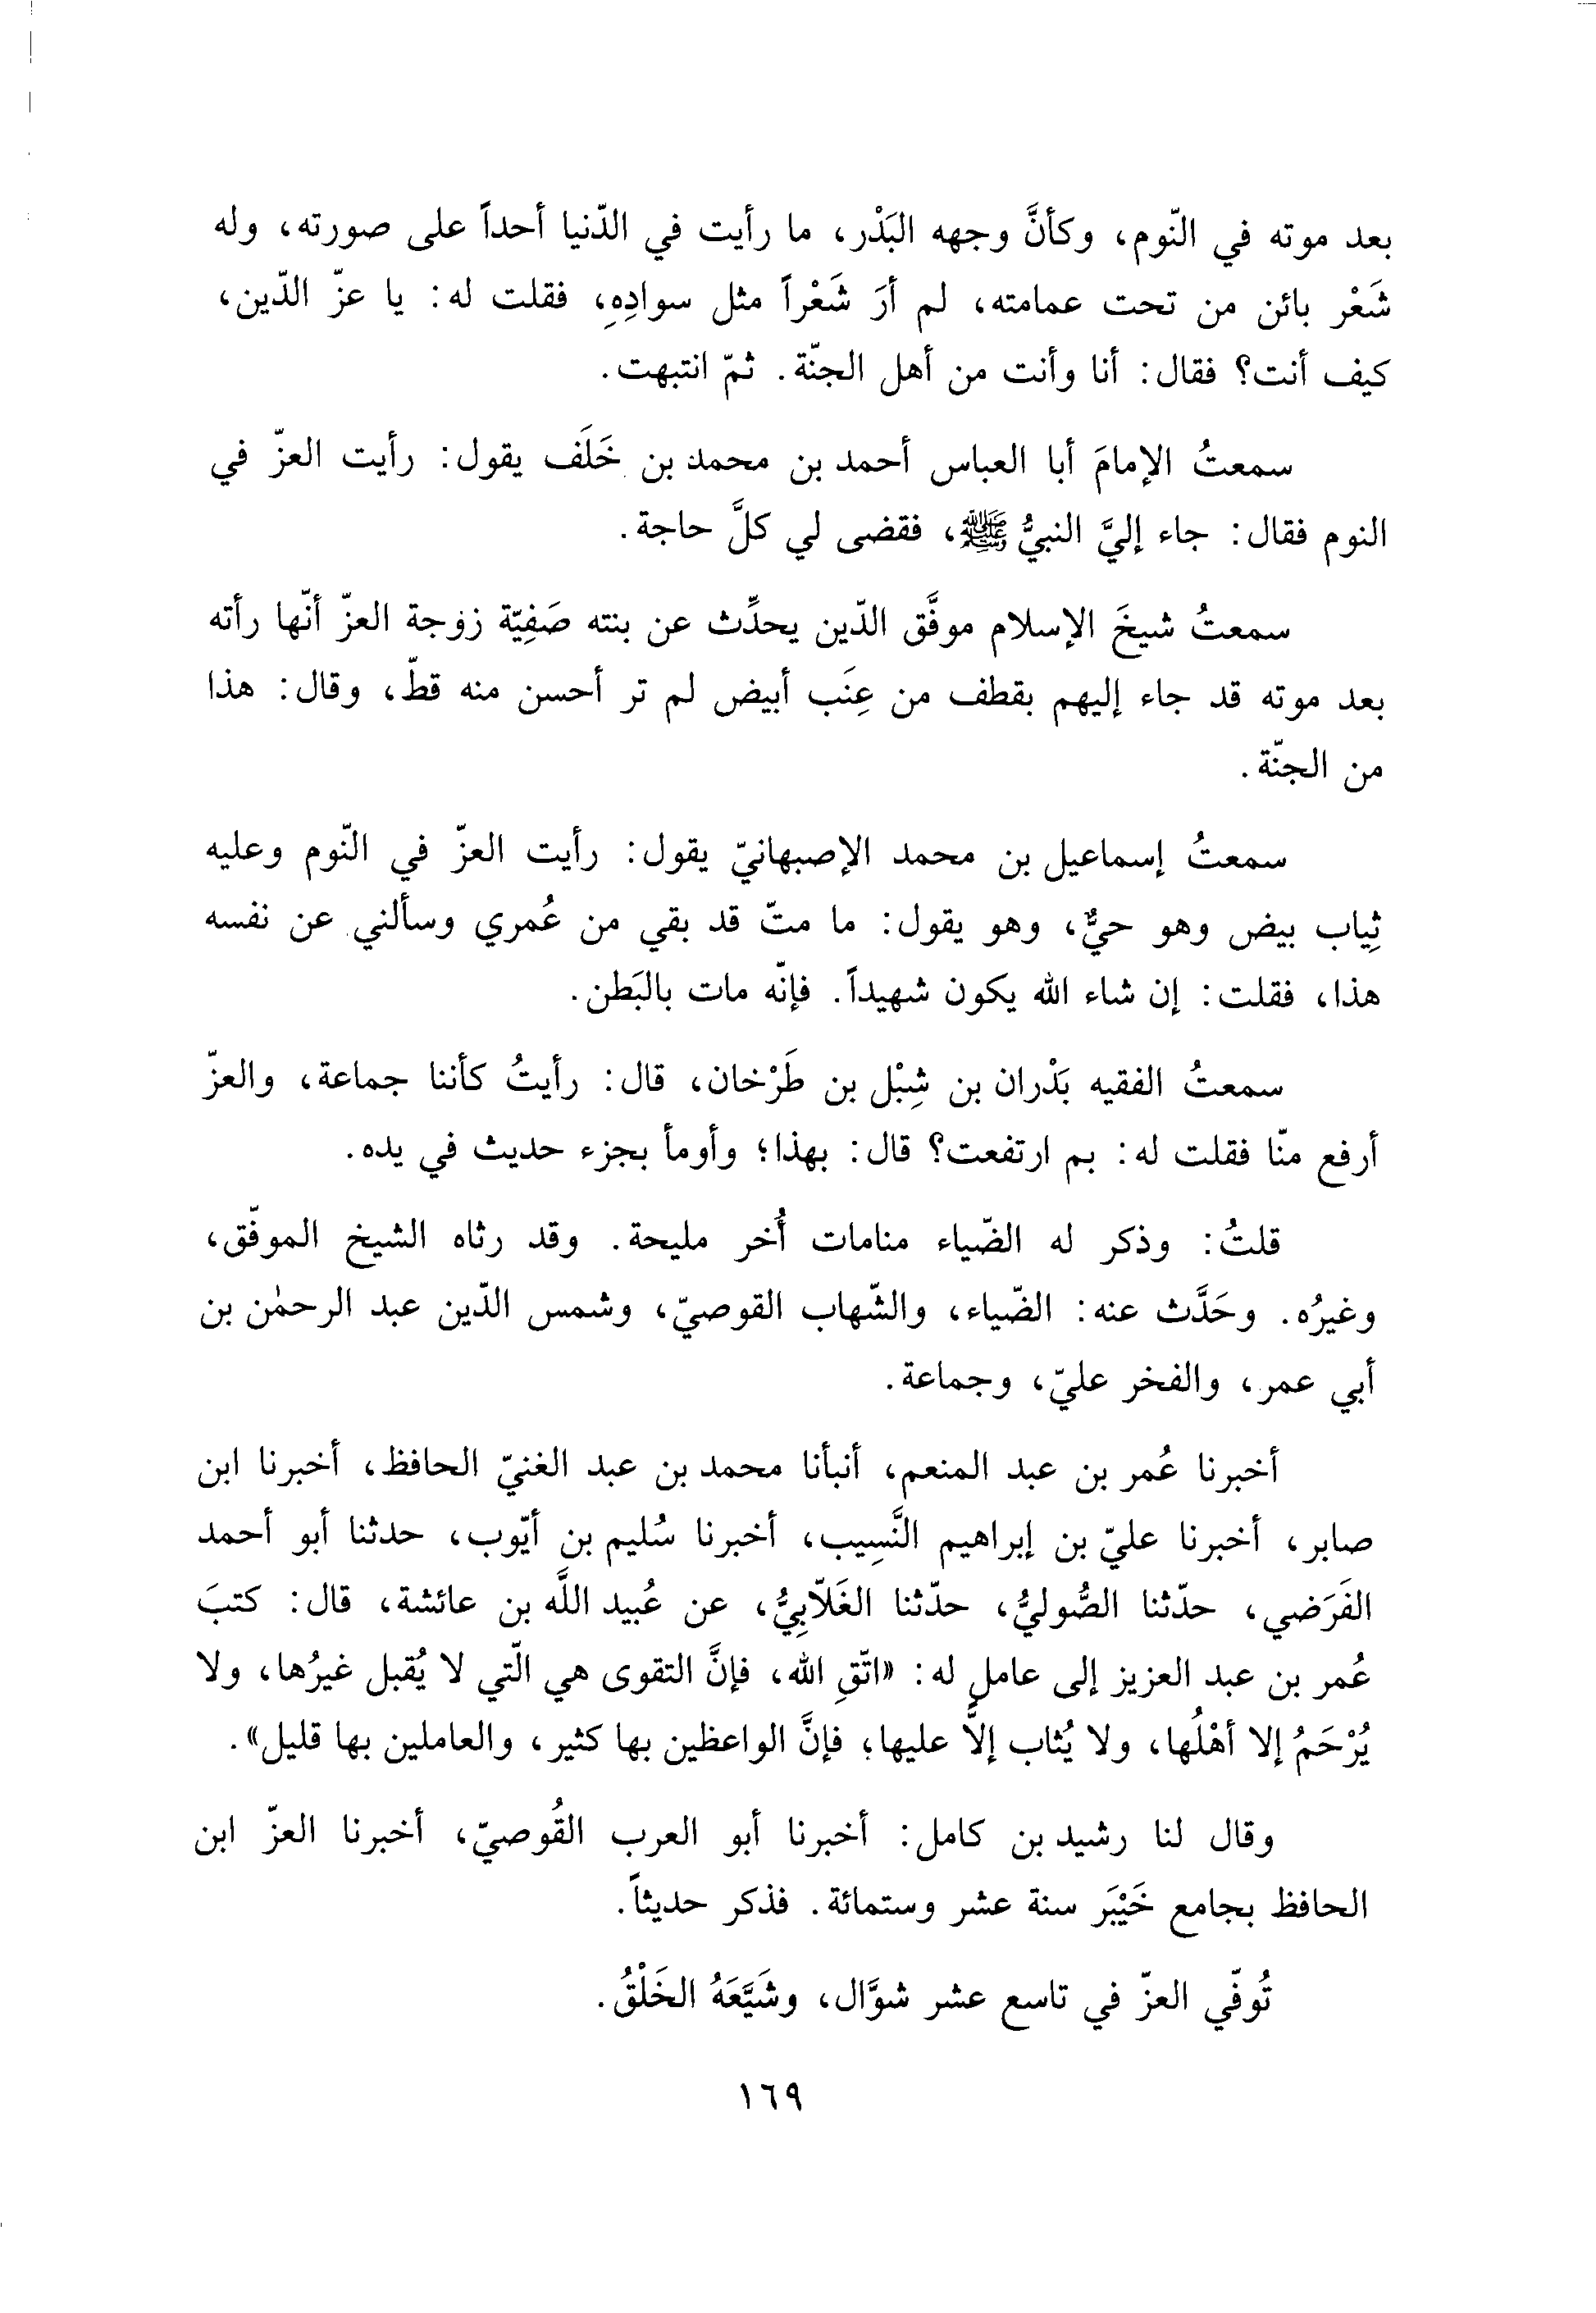 بعد موته في النّوم، وكأنَّ وجهه البَدْر، ما رأيت في الدّنيا أحداً على صورته، وله
شَعْر بائن من تحت عمامته، لم أرَ شَعْراً مثل سوادِهِ، فقلت له: يا عزّ الدّين،
كيف أنت؟ فقال: أنا وأنت من أهل الجنّة. ثمّ انتبهت.
سمعتُ الإمامَ أبا العباس أحمد بن محمد بن خَلَف يقول: رأيت العزّ في
النوم فقال: جاء إليَّ النبيُّ ﷺ، فقضى لي كلَّ حاجة.
سمعتُ شيخَ الإسلام موفَّق الدّين يحدِّث عن بنته صَفِيّة زوجة العزّ أنّها رأته
بعد موته قد جاء إليهم بقطف من عِنَب أبيض لم تر أحسن منه قطّ، وقال: هذا
من الجنّة.
سمعتُ إسماعيل بن محمد الإصبهانيّ يقول: رأيت العزّ في النّوم وعليه
ثِياب بيض وهو حيٌّ، وهو يقول: ما متّ قد بقي من عُمري وسألني عن نفسه
هذا، فقلت: إن شاء الله يكون شهيداً. فإنّه مات بالبَطن.
سمعتُ الفقيه بَدْران بن شِبْل بن طَرْخان، قال: رأيتُ كأننا جماعة، والعزّ
أرفع منّا فقلت له: بم ارتفعت؟ قال: بهذا؛ وأومأ بجزء حديث في يده.
قلتُ: وذكر له الضّياء منامات أُخر مليحة. وقد رثاه الشيخ الموفّق،
وغيرُه. وحَدَّث عنه: الضّياء، والشّهاب القوصيّ، وشمس الدّين عبد الرحمٰن بن
أبي عمر، والفخر عليّ، وجماعة.
أخبرنا عُمر بن عبد المنعم، أنبأنا محمد بن عبد الغنيّ الحافظ، أخبرنا ابن
صابر، أخبرنا عليّ بن إبراهيم النَّسِيب، أخبرنا سُليم بن أيّوب، حدثنا أبو أحمد
الفَرَضي، حدّثنا الصُّوليُّ، حدّثنا الغَلّابِيُّ، عن عُبيد اللَّه بن عائشة، قال: كتبَ
عُمر بن عبد العزيز إلى عاملٍ له: «اتّقِ الله، فإنَّ التقوى هي الّتي لا يُقبل غيرُها، ولا
يُرْحَمُ إلا أهْلُها، ولا يُثاب إلاَّ عليها؛ فإنَّ الواعظين بها كثير، والعاملين بها قليل».
وقال لنا رشيد بن كامل: أخبرنا أبو العرب القُوصيّ، أخبرنا العزّ ابن
الحافظ بجامع خَيْبَر سنة عشر وستمائة. فذكر حديثاً.
تُوفّي العزّ في تاسع عشر شوَّال، وشَيَّعَهُ الخَلْقُ.
١٦٩